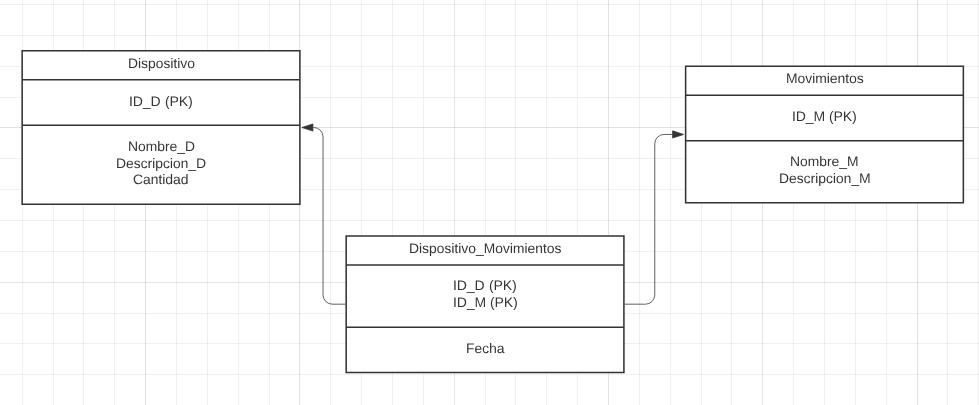 Dispositivo
ID_D (PK)
Nombre_D
Descripcion_D
Cantidad
Movimientos
ID_M (PK)
Nombre_M
Descripcion_M
Dispositivo_Movimientos
ID_D (PK)
ID_M (PK)
Fecha